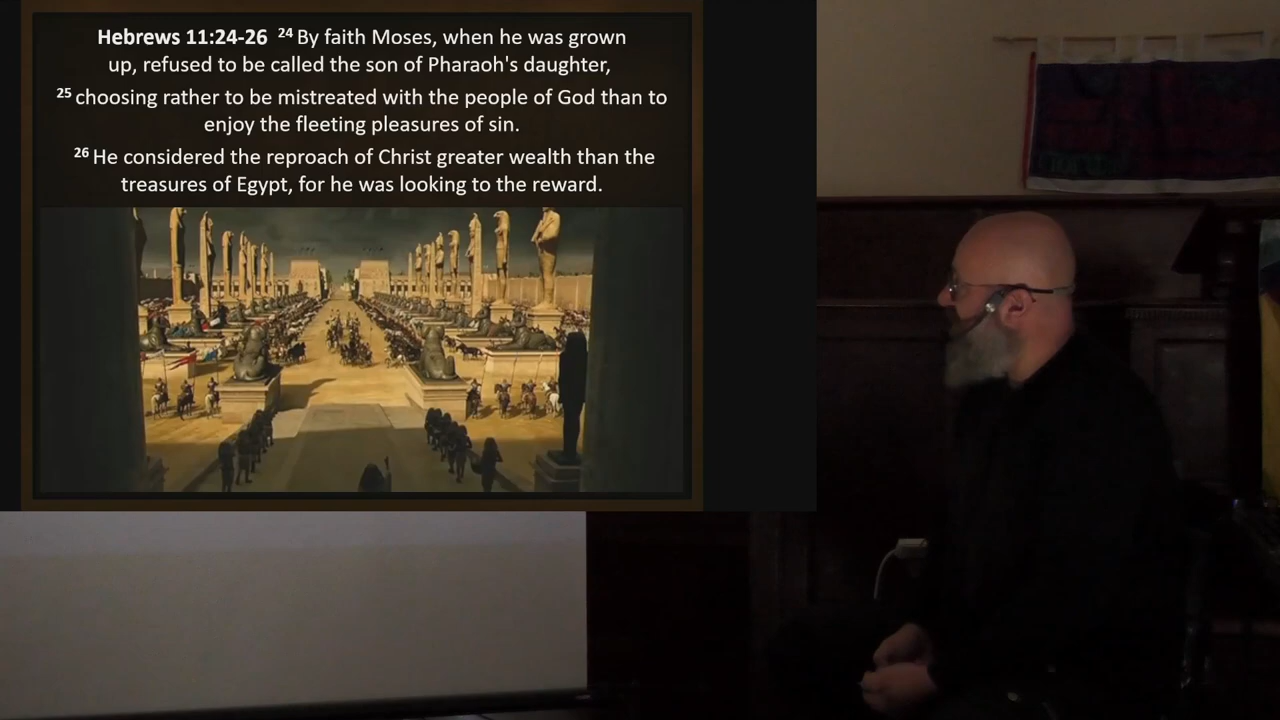 Hebrews 11:24-26 24 By faith Moses, when he was grown
up, refused to be called the son of Pharaoh's daughter,
25 choosing rather to be mistreated with the people of God than to
enjoy the fleeting pleasures of sin.
26 He considered the reproach of Christ greater wealth than the
treasures of Egypt, for he was looking to the reward.